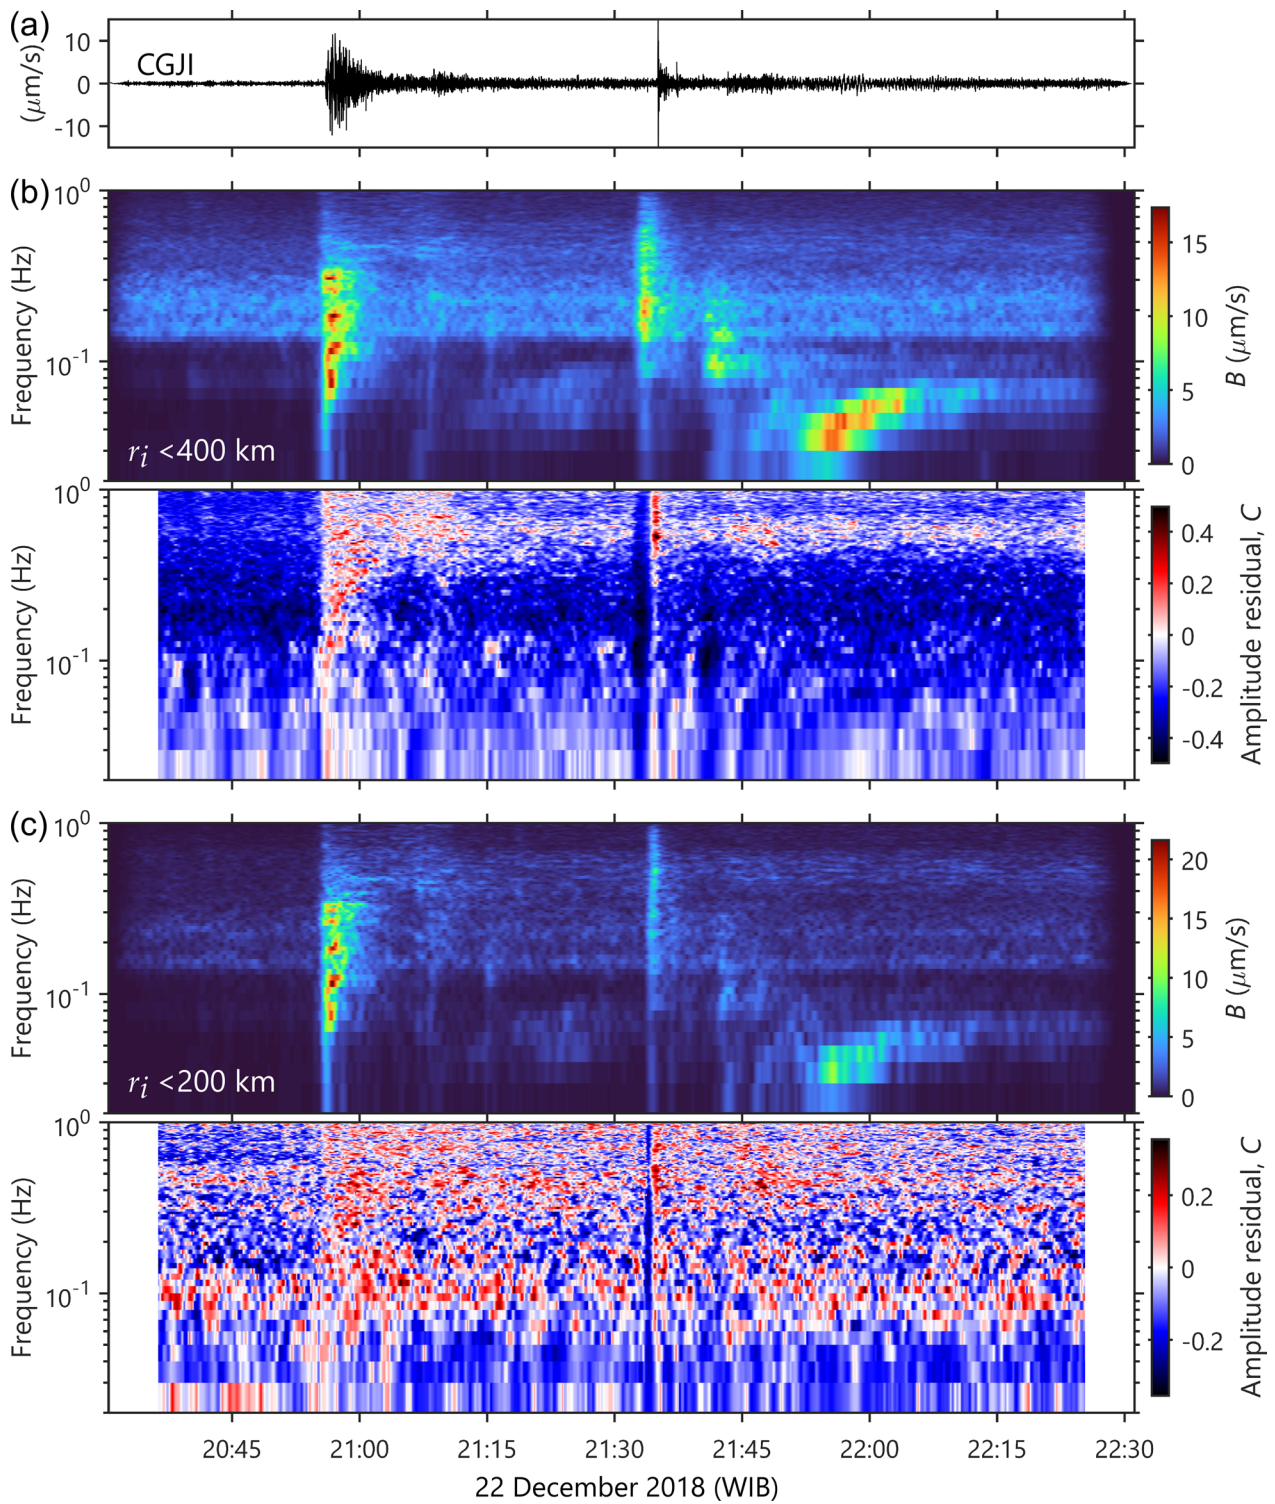 (a)
(μm/s)
10
0
-10
CGJI
(b)
Frequency (Hz)
10⁰
10⁻¹
rᵢ <400 km
15
10
5
0
B (μm/s)
Frequency (Hz)
10⁰
10⁻¹
0.4
0.2
0
-0.2
-0.4
Amplitude residual, C
(c)
Frequency (Hz)
10⁰
10⁻¹
rᵢ <200 km
20
15
10
5
0
B (μm/s)
Frequency (Hz)
10⁰
10⁻¹
0.2
0
-0.2
Amplitude residual, C
20:45 21:00 21:15 21:30 21:45 22:00 22:15 22:30
22 December 2018 (WIB)